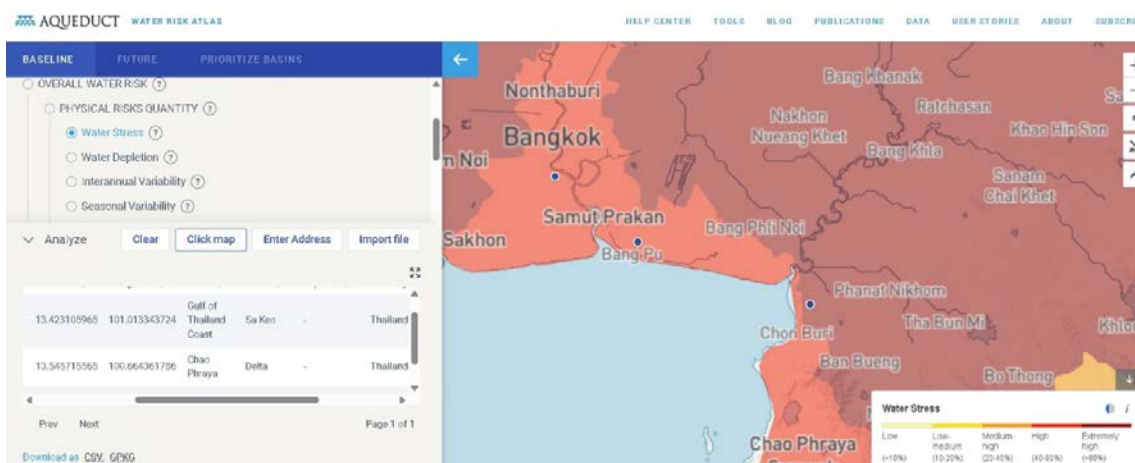 AQUEDUCT WATER RISK ATLAS
HELP CENTER TOOLS BLOG PUBLICATIONS DATA USER STORIES ABOUT SUBSCRI
BASELINE FUTURE PRIORITIZE BASINS
OVERALL WATER RISK ?
PHYSICAL RISKS QUANTITY ?
Water Stress ?
Water Depletion ?
Interannual Variability ?
Seasonal Variability ?
Analyze Clear Click map Enter Address Import file
13.423105965 101.013343724 Gulf of Thailand Coast Sa Keo - Thailand
13.545715565 100.664361786 Chao Phraya Delta - Thailand
Prev Next Page 1 of 1
Download as CSV, GPKG
Nonthaburi
Bang Khanak
Ratchasan
Nakhon
Nueang Khet
Khao Hin Son
Bangkok
Bang Khla
m Noi
Sanam
Chai Khet
Samut Prakan
Bang Phli Noi
Sakhon
Bang Pu
Phanat Nikhom
Tha Bun Mi
Khlo
Chon Buri
Ban Bueng
Bo Thong
Chao Phraya
Water Stress i
Low Low-medium Medium-high High Extremely high
(<10%) (10-20%) (20-40%) (40-80%) (>80%)